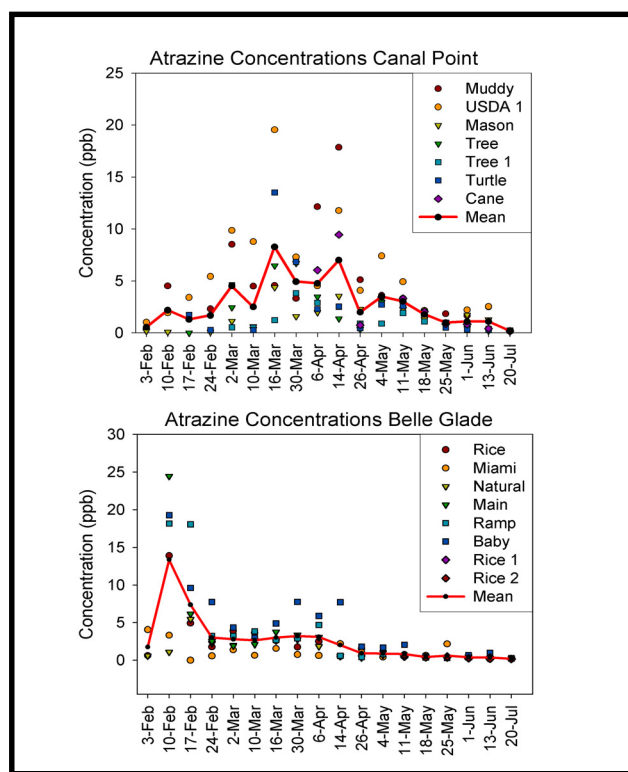 Atrazine Concentrations Canal Point
Concentration (ppb)
25
20
15
10
5
0
Muddy
USDA 1
Mason
Tree
Tree 1
Turtle
Cane
Mean
3-Feb
10-Feb
17-Feb
24-Feb
2-Mar
10-Mar
16-Mar
30-Mar
6-Apr
14-Apr
26-Apr
4-May
11-May
18-May
25-May
1-Jun
13-Jun
20-Jul
Atrazine Concentrations Belle Glade
Concentration (ppb)
30
25
20
15
10
5
0
Rice
Miami
Natural
Main
Ramp
Baby
Rice 1
Rice 2
Mean
3-Feb
10-Feb
17-Feb
24-Feb
2-Mar
10-Mar
16-Mar
30-Mar
6-Apr
14-Apr
26-Apr
4-May
11-May
18-May
25-May
1-Jun
13-Jun
20-Jul